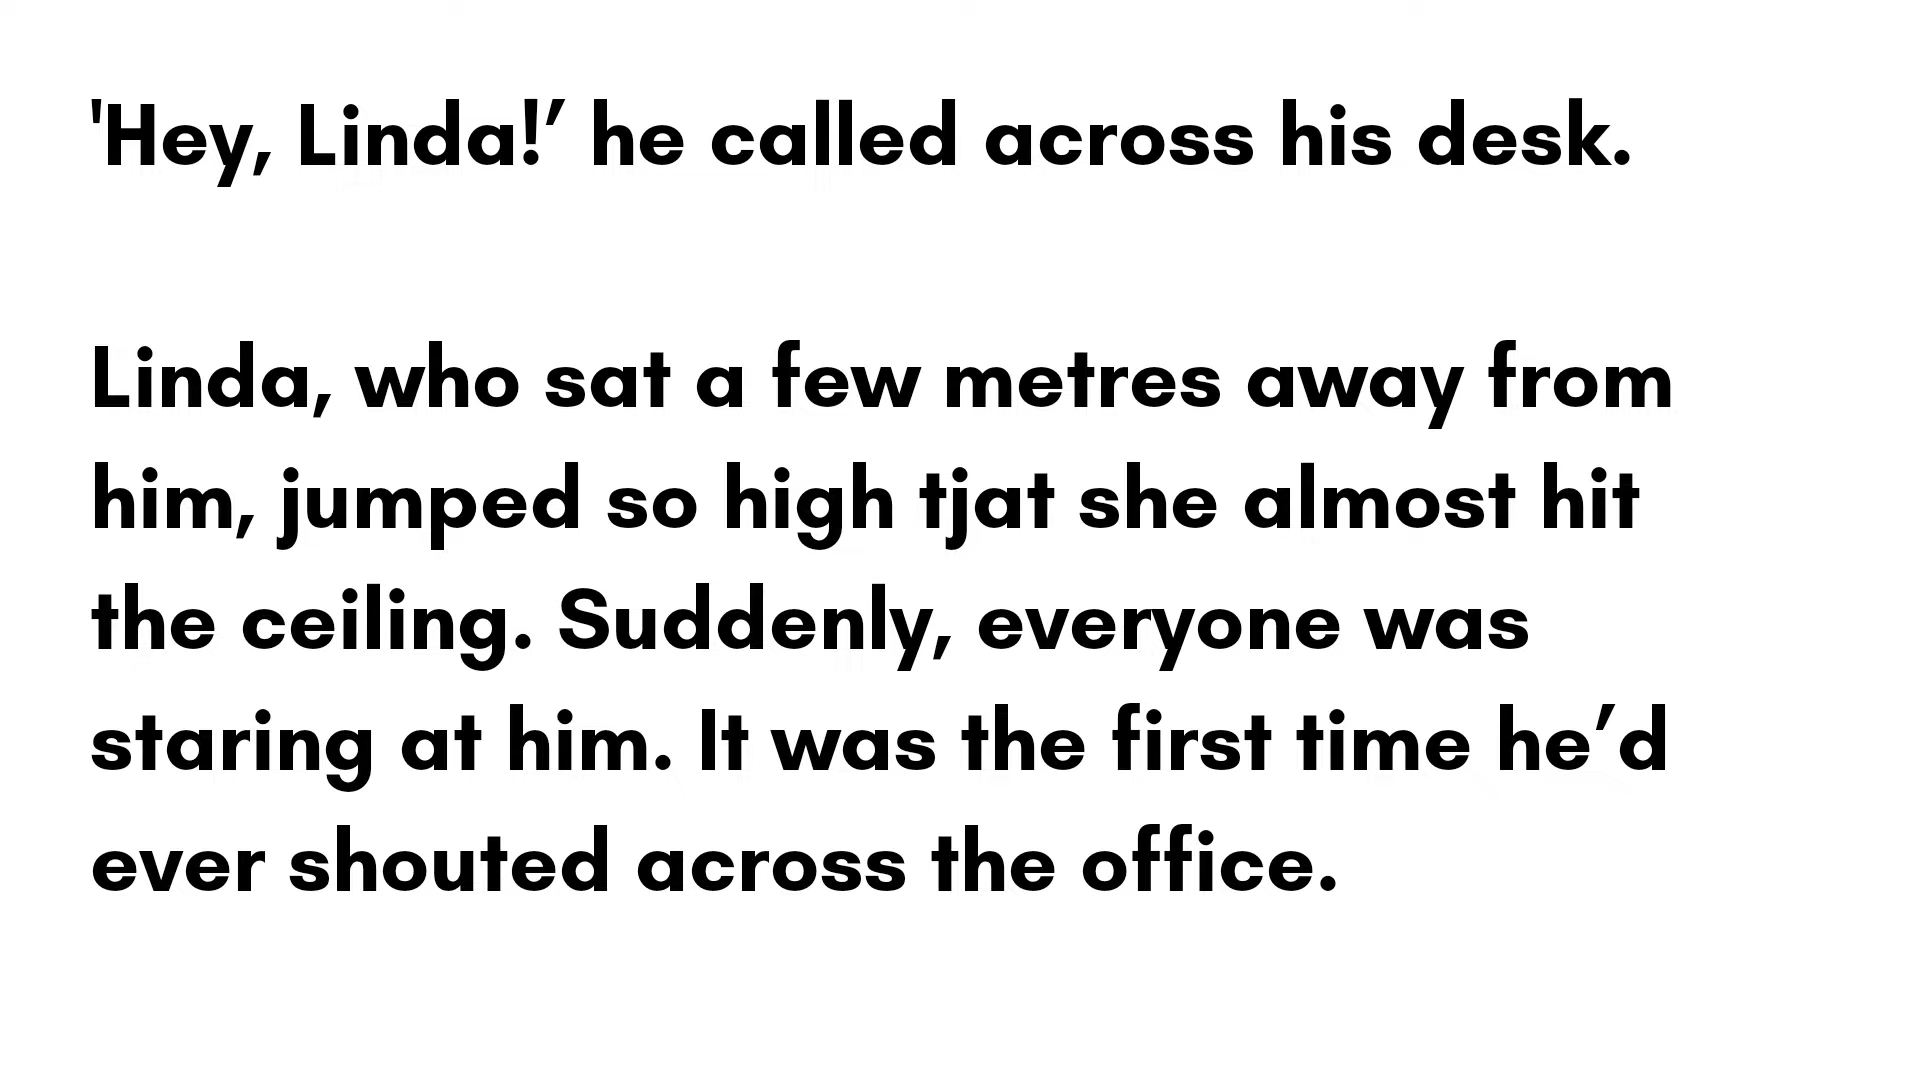 'Hey, Linda!’ he called across his desk.
Linda, who sat a few metres away from
him, jumped so high tjat she almost hit
the ceiling. Suddenly, everyone was
staring at him. It was the first time he’d
ever shouted across the office.